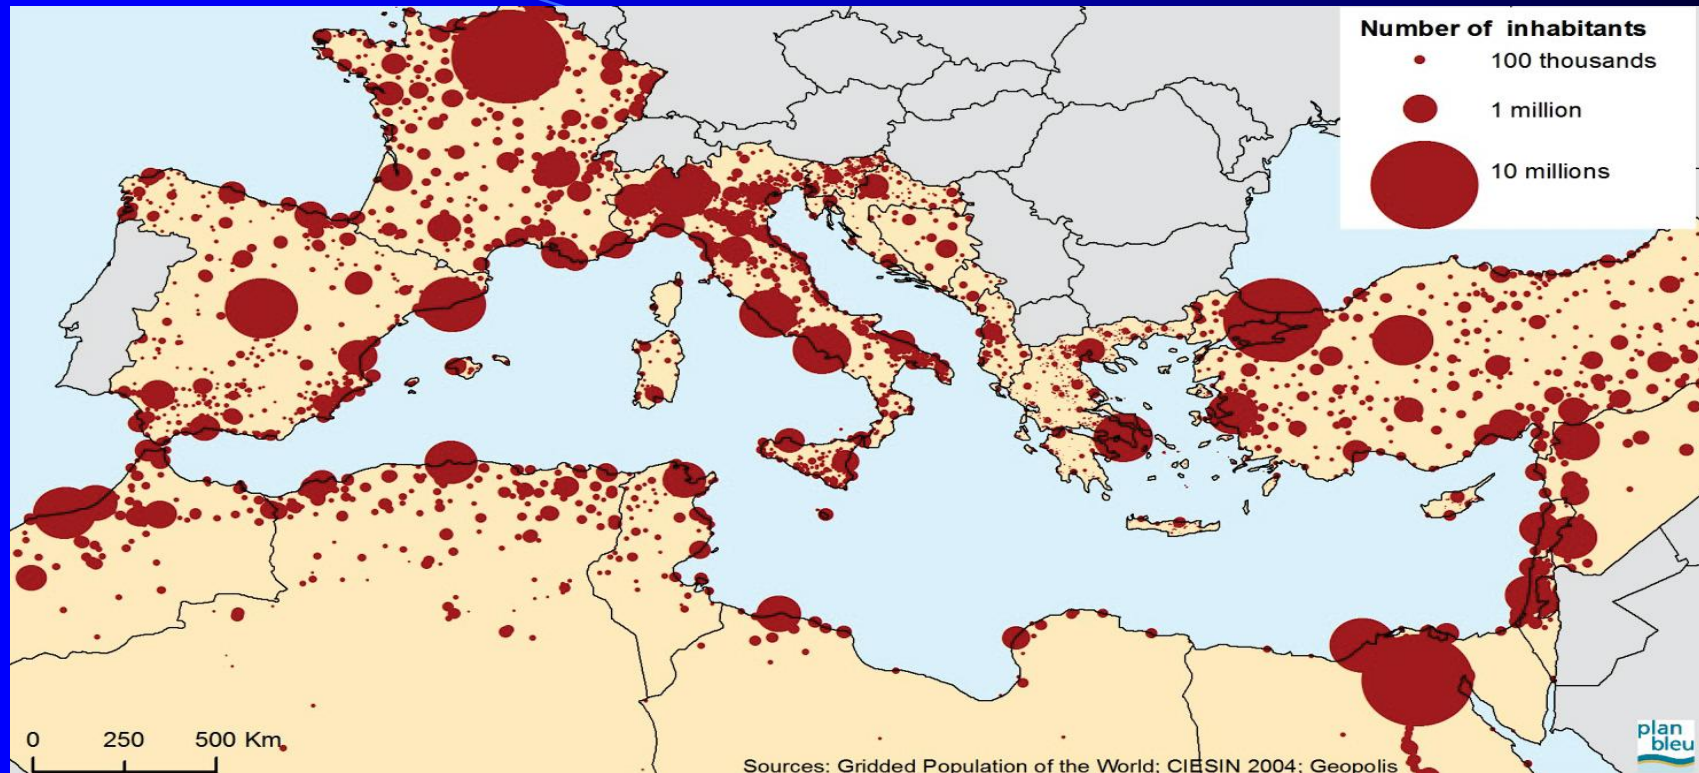 Number of inhabitants
100 thousands
1 million
10 millions
0 250 500 Km
Sources: Gridded Population of the World; CIESIN 2004; Geopolis
plan
bleu